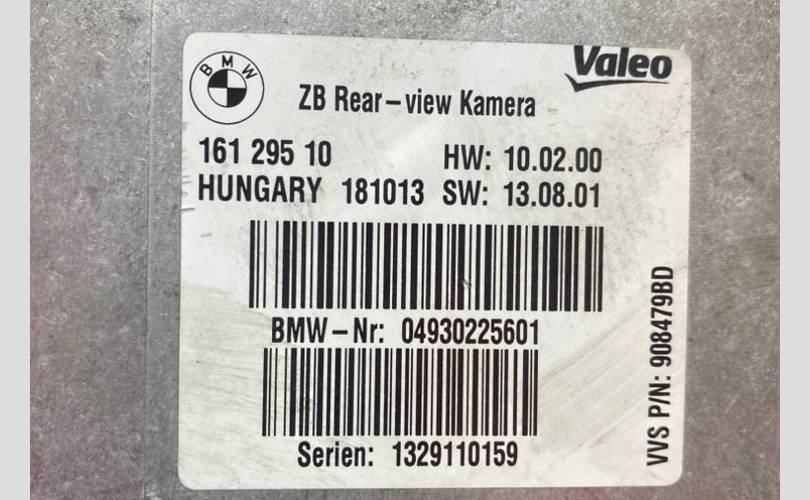 BMW
Valeo
ZB Rear-view Kamera
161 295 10 HW: 10.02.00
HUNGARY 181013 SW: 13.08.01
BMW-Nr: 04930225601
Serien: 1329110159
VVS P/N: 908479BD